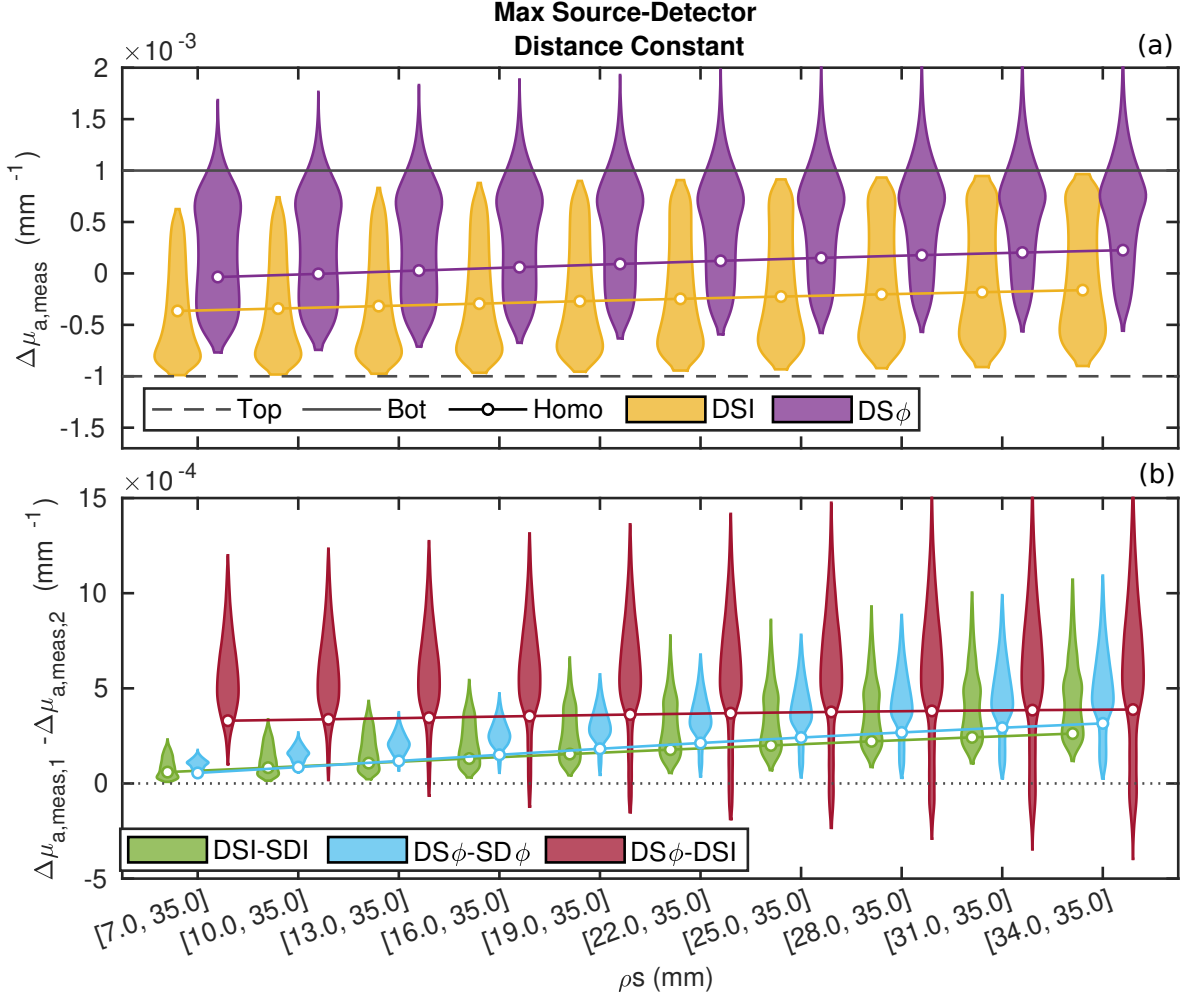 Max Source-Detector
Distance Constant
(a)
×10 -3
2
1.5
1
0.5
0
-0.5
-1
-1.5
Δμa,meas (mm -1)
Top Bot Homo DSI DSϕ
(b)
×10 -4
15
10
5
0
-5
Δμa,meas,1 -Δμa,meas,2 (mm -1)
DSI-SDI DSϕ-SDϕ DSϕ-DSI
[7.0, 35.0]
[10.0, 35.0]
[13.0, 35.0]
[16.0, 35.0]
[19.0, 35.0]
[22.0, 35.0]
[25.0, 35.0]
[28.0, 35.0]
[31.0, 35.0]
[34.0, 35.0]
ρs (mm)